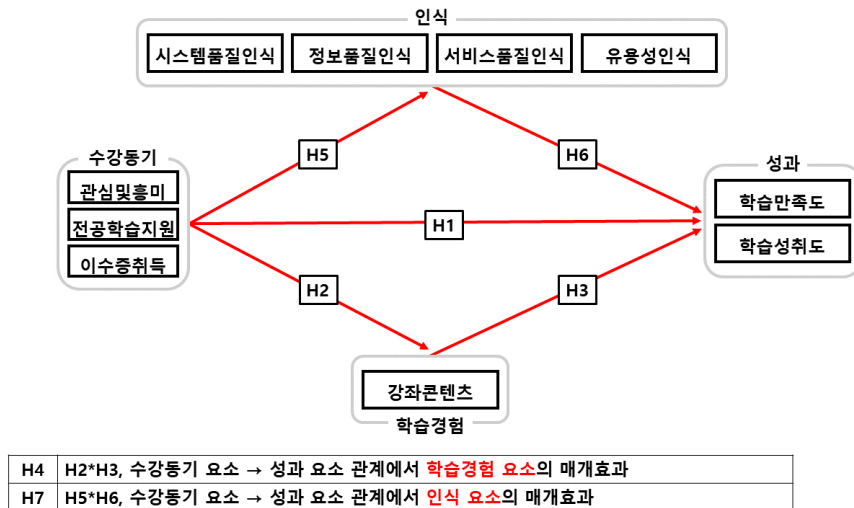 인식
시스템품질인식 정보품질인식 서비스품질인식 유용성인식
H5 H6
수강동기 성과
관심및흥미
전공학습지원
이수증취득
학습만족도
학습성취도
H1
H2 H3
강좌콘텐츠
학습경험
H4 H2*H3, 수강동기 요소 → 성과 요소 관계에서 학습경험 요소의 매개효과
H7 H5*H6, 수강동기 요소 → 성과 요소 관계에서 인식 요소의 매개효과